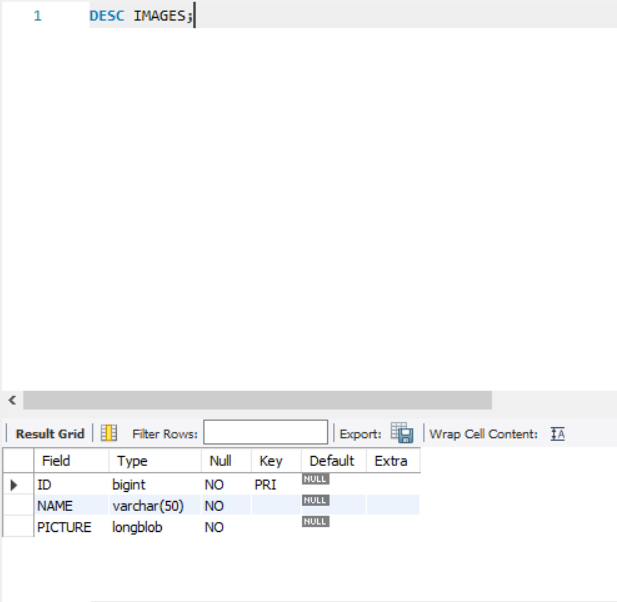 1 DESC IMAGES;
Result Grid Filter Rows: Export: Wrap Cell Content: IA
Field Type Null Key Default Extra
ID bigint NO PRI NULL
NAME varchar(50) NO NULL
PICTURE longblob NO NULL